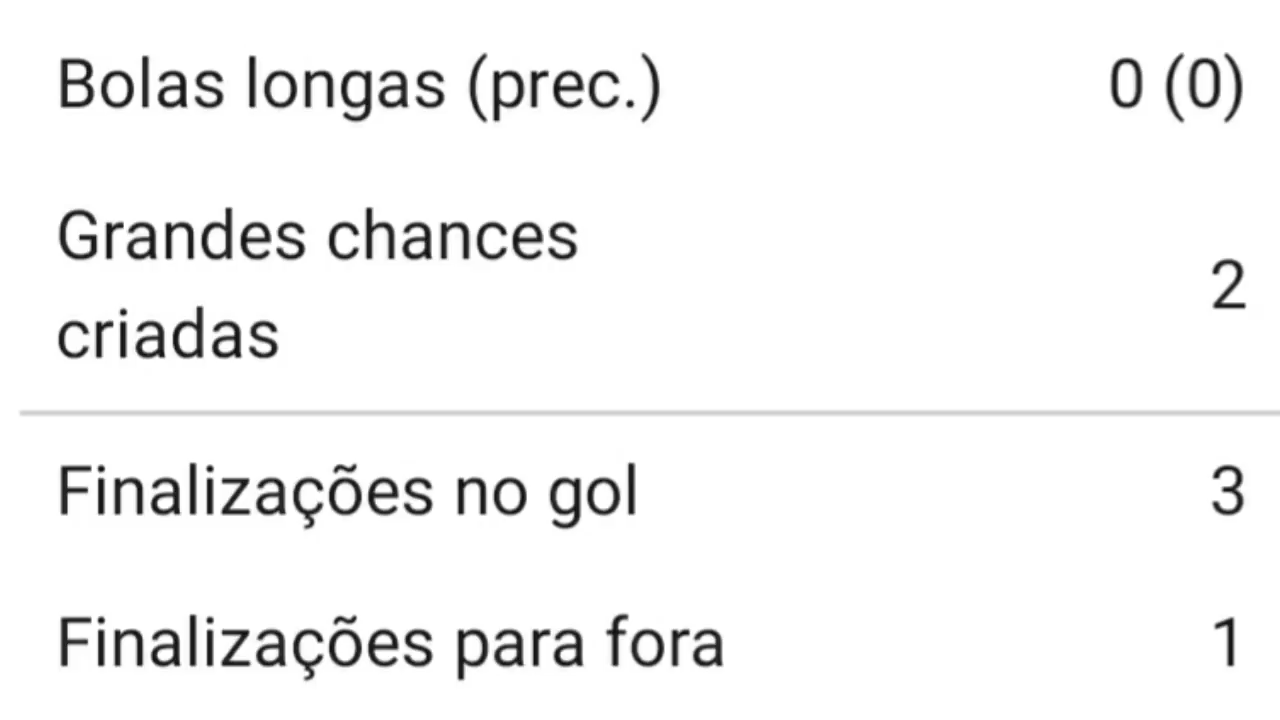 Bolas longas (prec.) 0 (0)
Grandes chances
criadas 2
Finalizações no gol 3
Finalizações para fora 1